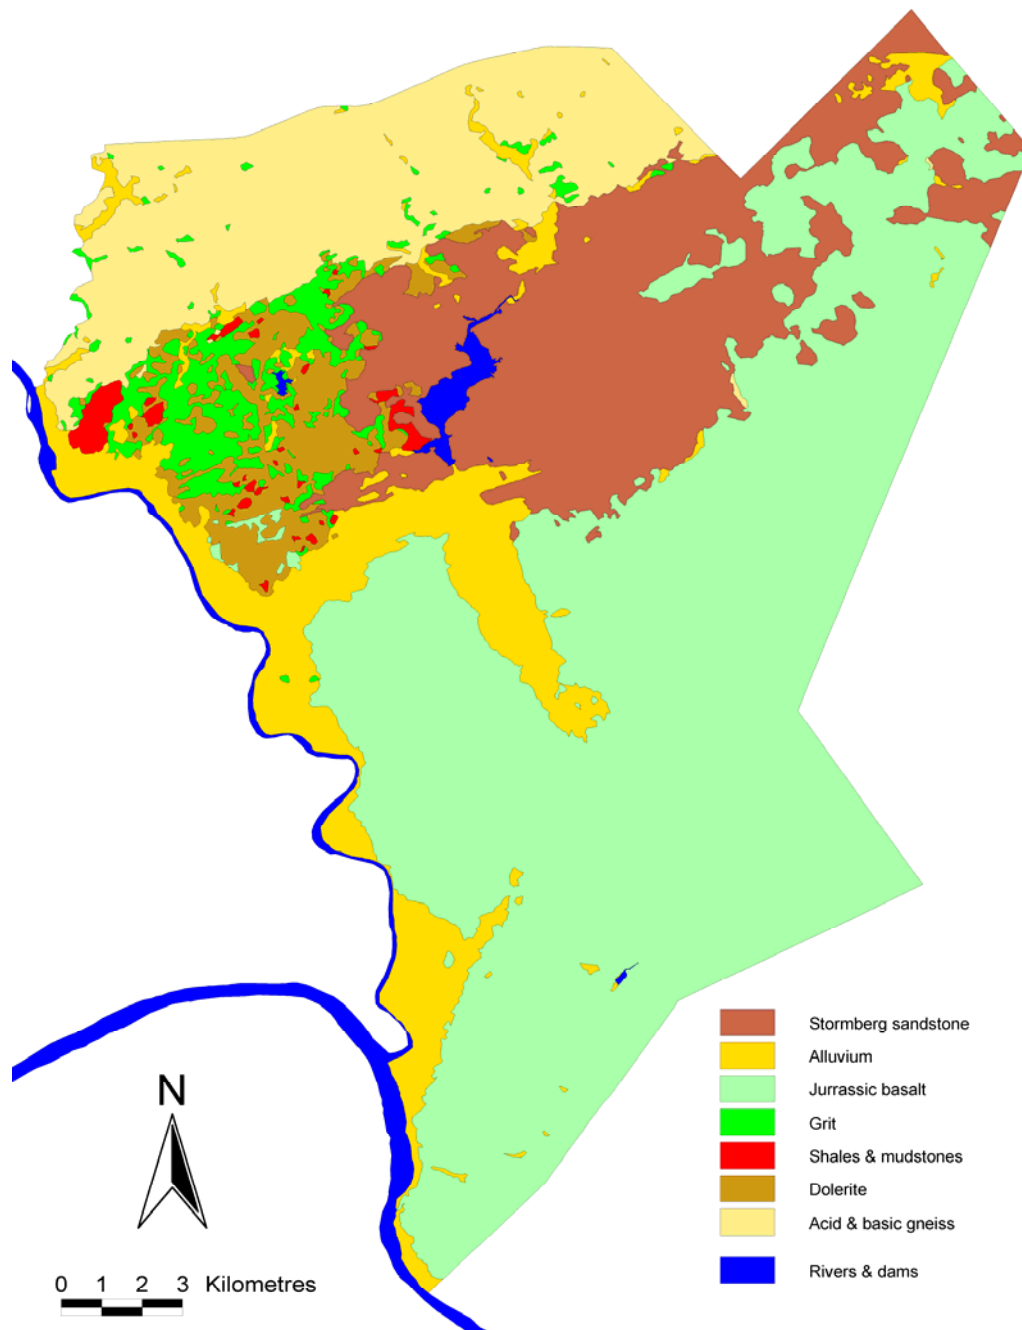 Stormberg sandstone
Alluvium
Jurrassic basalt
Grit
Shales & mudstones
Dolerite
Acid & basic gneiss
Rivers & dams
N
0 1 2 3 Kilometres